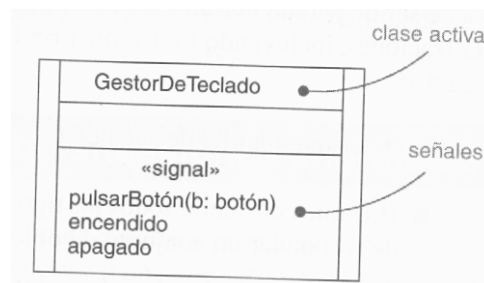 clase activa
GestorDeTeclado
señales
«signal»
pulsarBotón(b: botón)
encendido
apagado